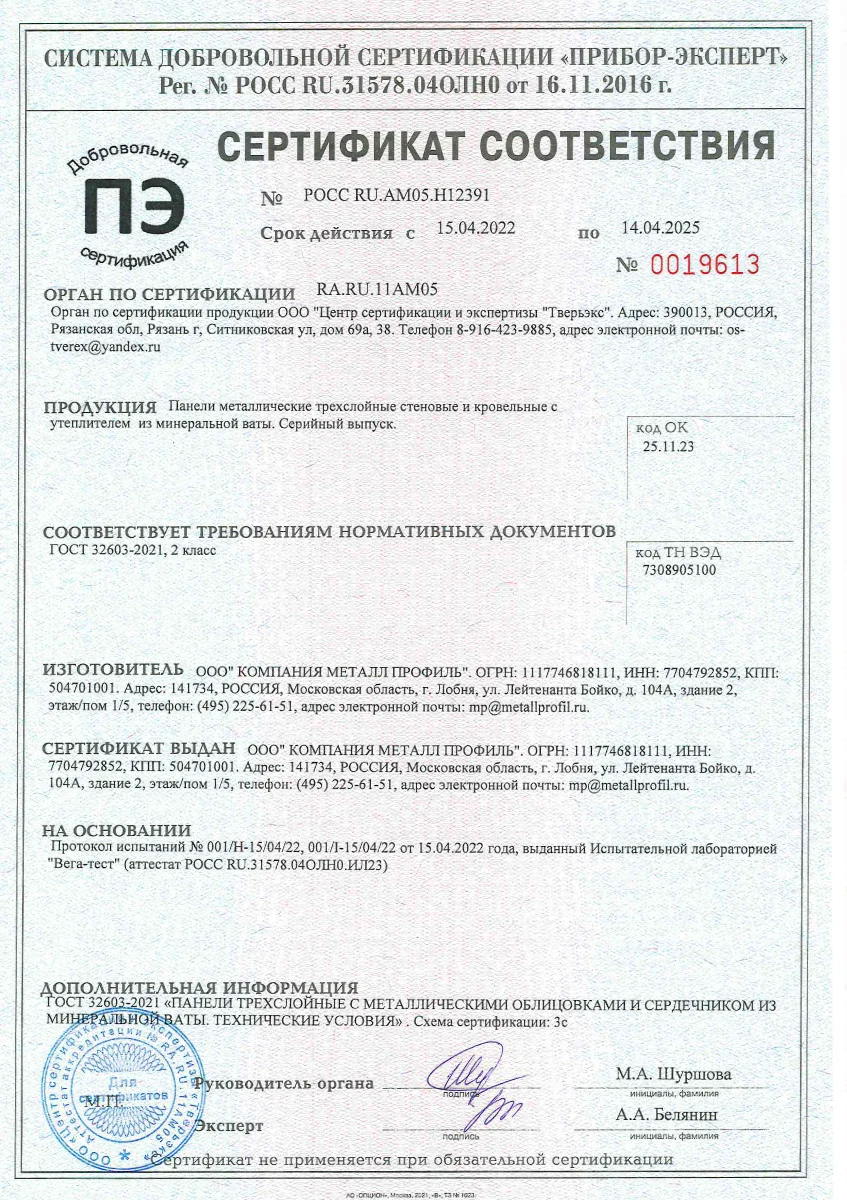 СИСТЕМА ДОБРОВОЛЬНОЙ СЕРТИФИКАЦИИ «ПРИБОР-ЭКСПЕРТ»
Рег. № РОСС RU.31578.04ОЛН0 от 16.11.2016 г.
Добровольная
ПЭ
сертификация
СЕРТИФИКАТ СООТВЕТСТВИЯ
№ РОСС RU.АМ05.Н12391
Срок действия с 15.04.2022 по 14.04.2025
№ 0019613
ОРГАН ПО СЕРТИФИКАЦИИ RA.RU.11АМ05
Орган по сертификации продукции ООО "Центр сертификации и экспертизы "Тверьэкс". Адрес: 390013, РОССИЯ,
Рязанская обл, Рязань г, Ситниковская ул, дом 69а, 38. Телефон 8-916-423-9885, адрес электронной почты: os-
tverex@yandex.ru
ПРОДУКЦИЯ Панели металлические трехслойные стеновые и кровельные с
утеплителем из минеральной ваты. Серийный выпуск.
код ОК
25.11.23
СООТВЕТСТВУЕТ ТРЕБОВАНИЯМ НОРМАТИВНЫХ ДОКУМЕНТОВ
ГОСТ 32603-2021, 2 класс
код ТН ВЭД
7308905100
ИЗГОТОВИТЕЛЬ ООО" КОМПАНИЯ МЕТАЛЛ ПРОФИЛЬ". ОГРН: 1117746818111, ИНН: 7704792852, КПП:
504701001. Адрес: 141734, РОССИЯ, Московская область, г. Лобня, ул. Лейтенанта Бойко, д. 104А, здание 2,
этаж/пом 1/5, телефон: (495) 225-61-51, адрес электронной почты: mp@metallprofil.ru.
СЕРТИФИКАТ ВЫДАН ООО" КОМПАНИЯ МЕТАЛЛ ПРОФИЛЬ". ОГРН: 1117746818111, ИНН:
7704792852, КПП: 504701001. Адрес: 141734, РОССИЯ, Московская область, г. Лобня, ул. Лейтенанта Бойко, д.
104А, здание 2, этаж/пом 1/5, телефон: (495) 225-61-51, адрес электронной почты: mp@metallprofil.ru.
НА ОСНОВАНИИ
Протокол испытаний № 001/Н-15/04/22, 001/I-15/04/22 от 15.04.2022 года, выданный Испытательной лабораторией
"Вега-тест" (аттестат РОСС RU.31578.04ОЛН0.ИЛ23)
ДОПОЛНИТЕЛЬНАЯ ИНФОРМАЦИЯ
ГОСТ 32603-2021 «ПАНЕЛИ ТРЕХСЛОЙНЫЕ С МЕТАЛЛИЧЕСКИМИ ОБЛИЦОВКАМИ И СЕРДЕЧНИКОМ ИЗ
МИНЕРАЛЬНОЙ ВАТЫ. ТЕХНИЧЕСКИЕ УСЛОВИЯ» . Схема сертификации: 3с
ООО «Центр сертификации и экспертизы «Тверьэкс»
Аттестат аккредитации № RA.RU.11АМ05
Для
сертификатов
М.П.
Руководитель органа
подпись
М.А. Шуршова
инициалы, фамилия
Эксперт
подпись
А.А. Белянин
инициалы, фамилия
Сертификат не применяется при обязательной сертификации
АО «ОПЦИОН», Москва, 2021, «В», ТЗ № 1023.